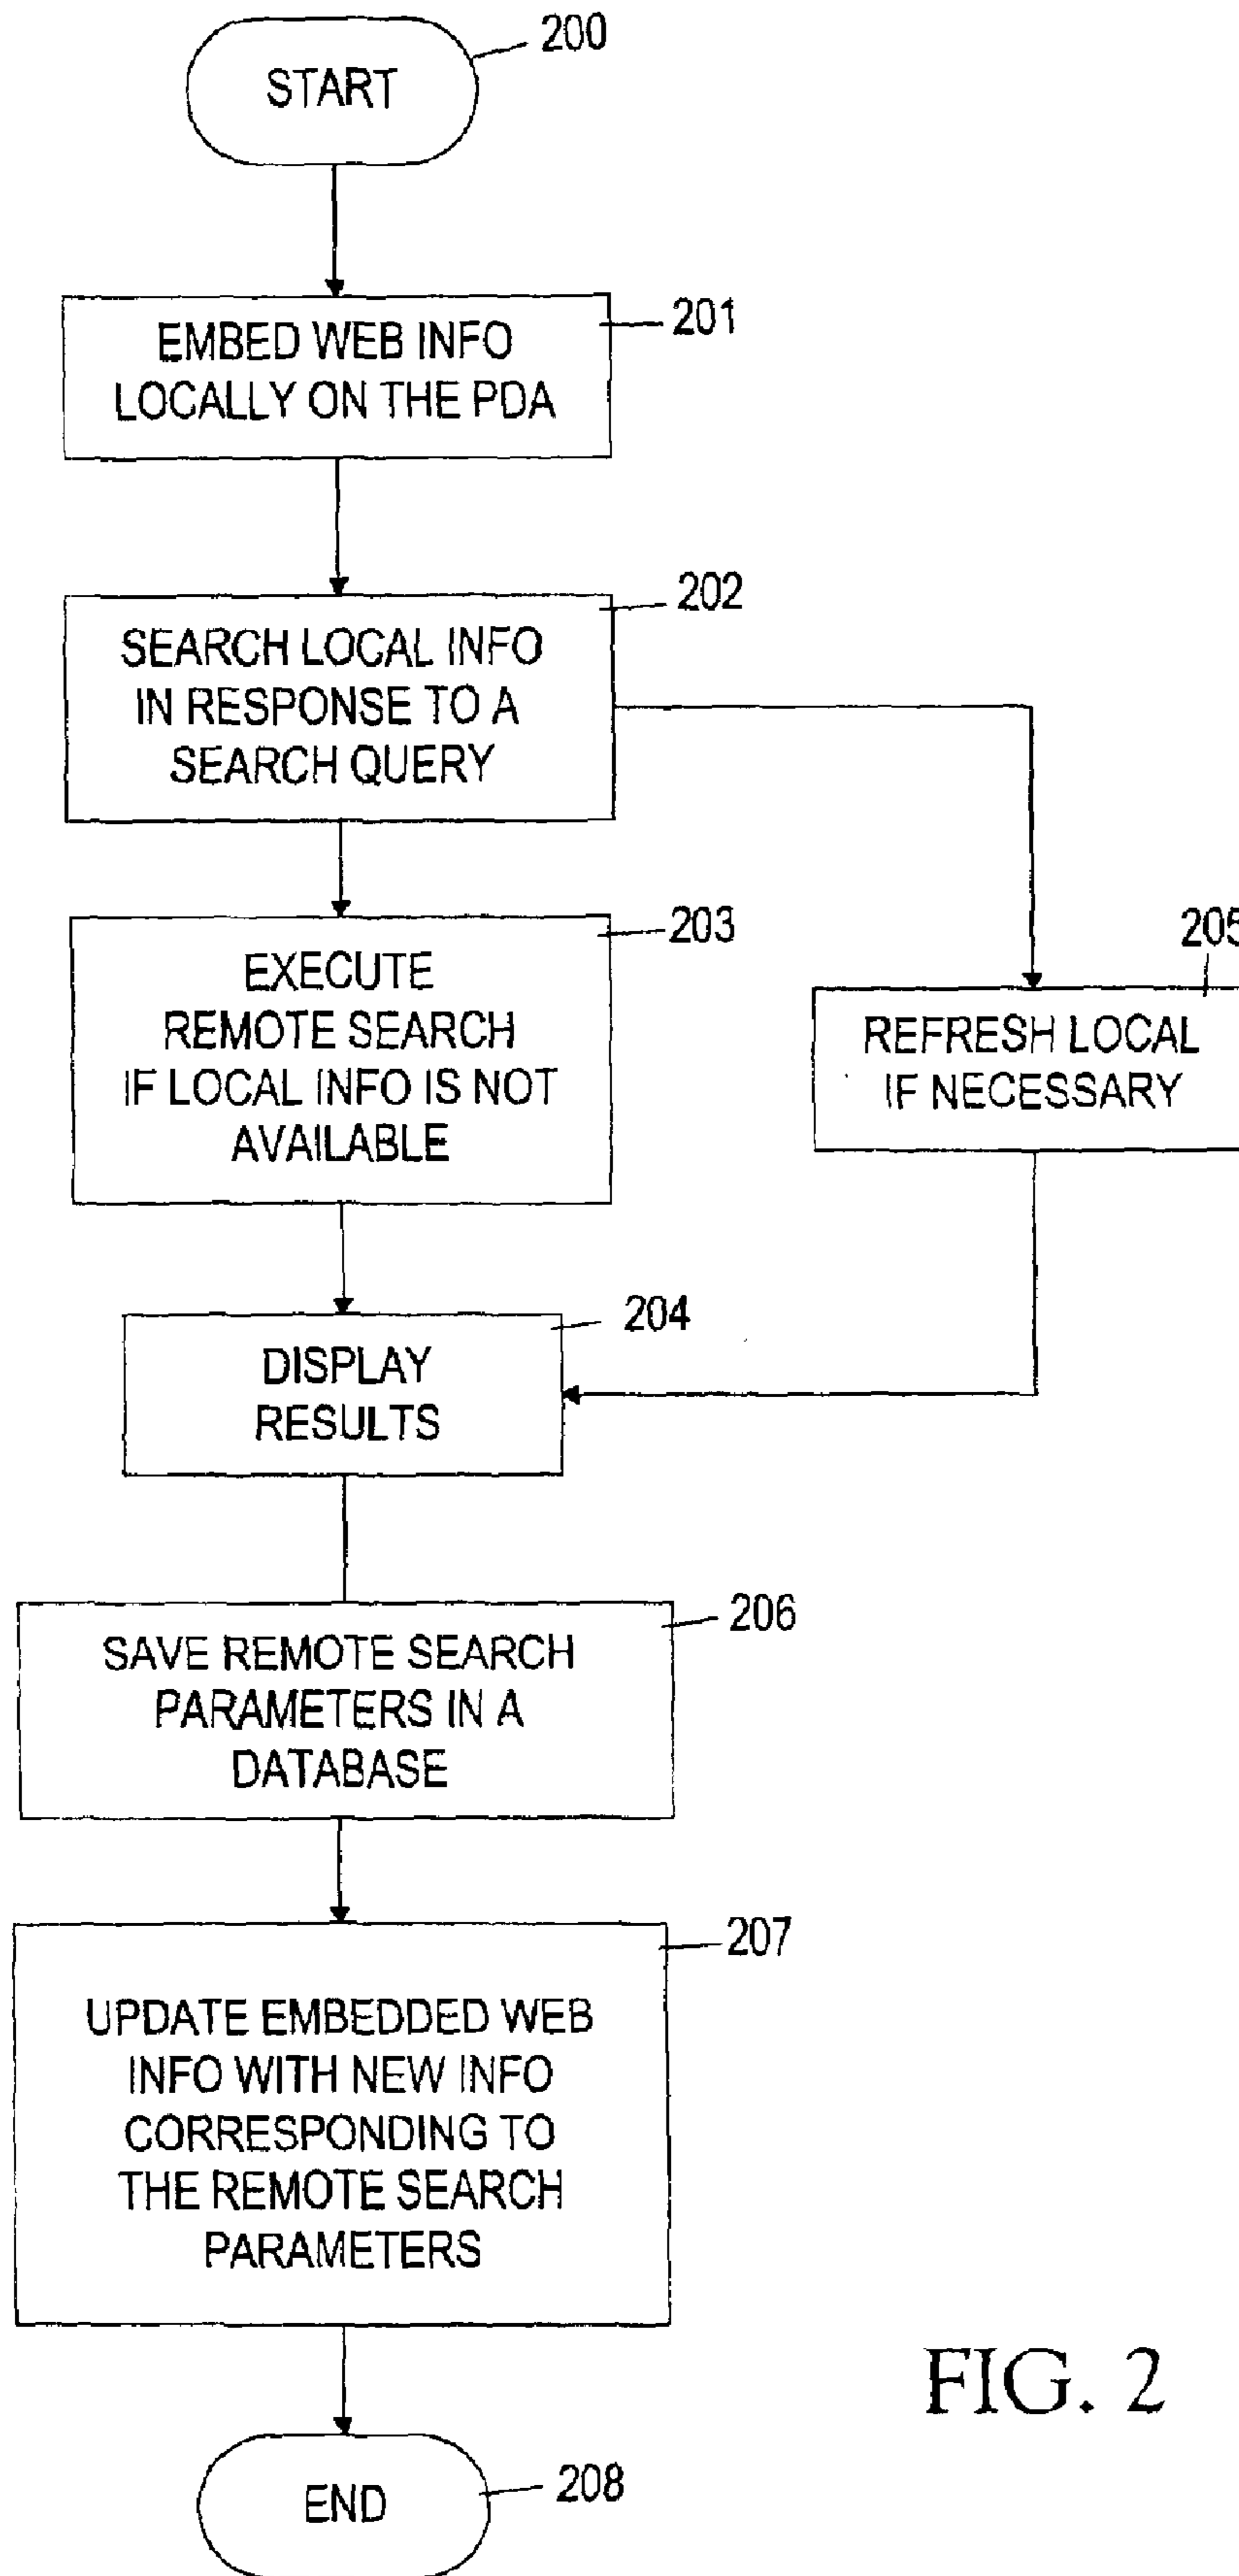 200
START
201
EMBED WEB INFO
LOCALLY ON THE PDA
202
SEARCH LOCAL INFO
IN RESPONSE TO A
SEARCH QUERY
203
EXECUTE
REMOTE SEARCH
IF LOCAL INFO IS NOT
AVAILABLE
205
REFRESH LOCAL
IF NECESSARY
204
DISPLAY
RESULTS
206
SAVE REMOTE SEARCH
PARAMETERS IN A
DATABASE
207
UPDATE EMBEDDED WEB
INFO WITH NEW INFO
CORRESPONDING TO
THE REMOTE SEARCH
PARAMETERS
FIG. 2
208
END